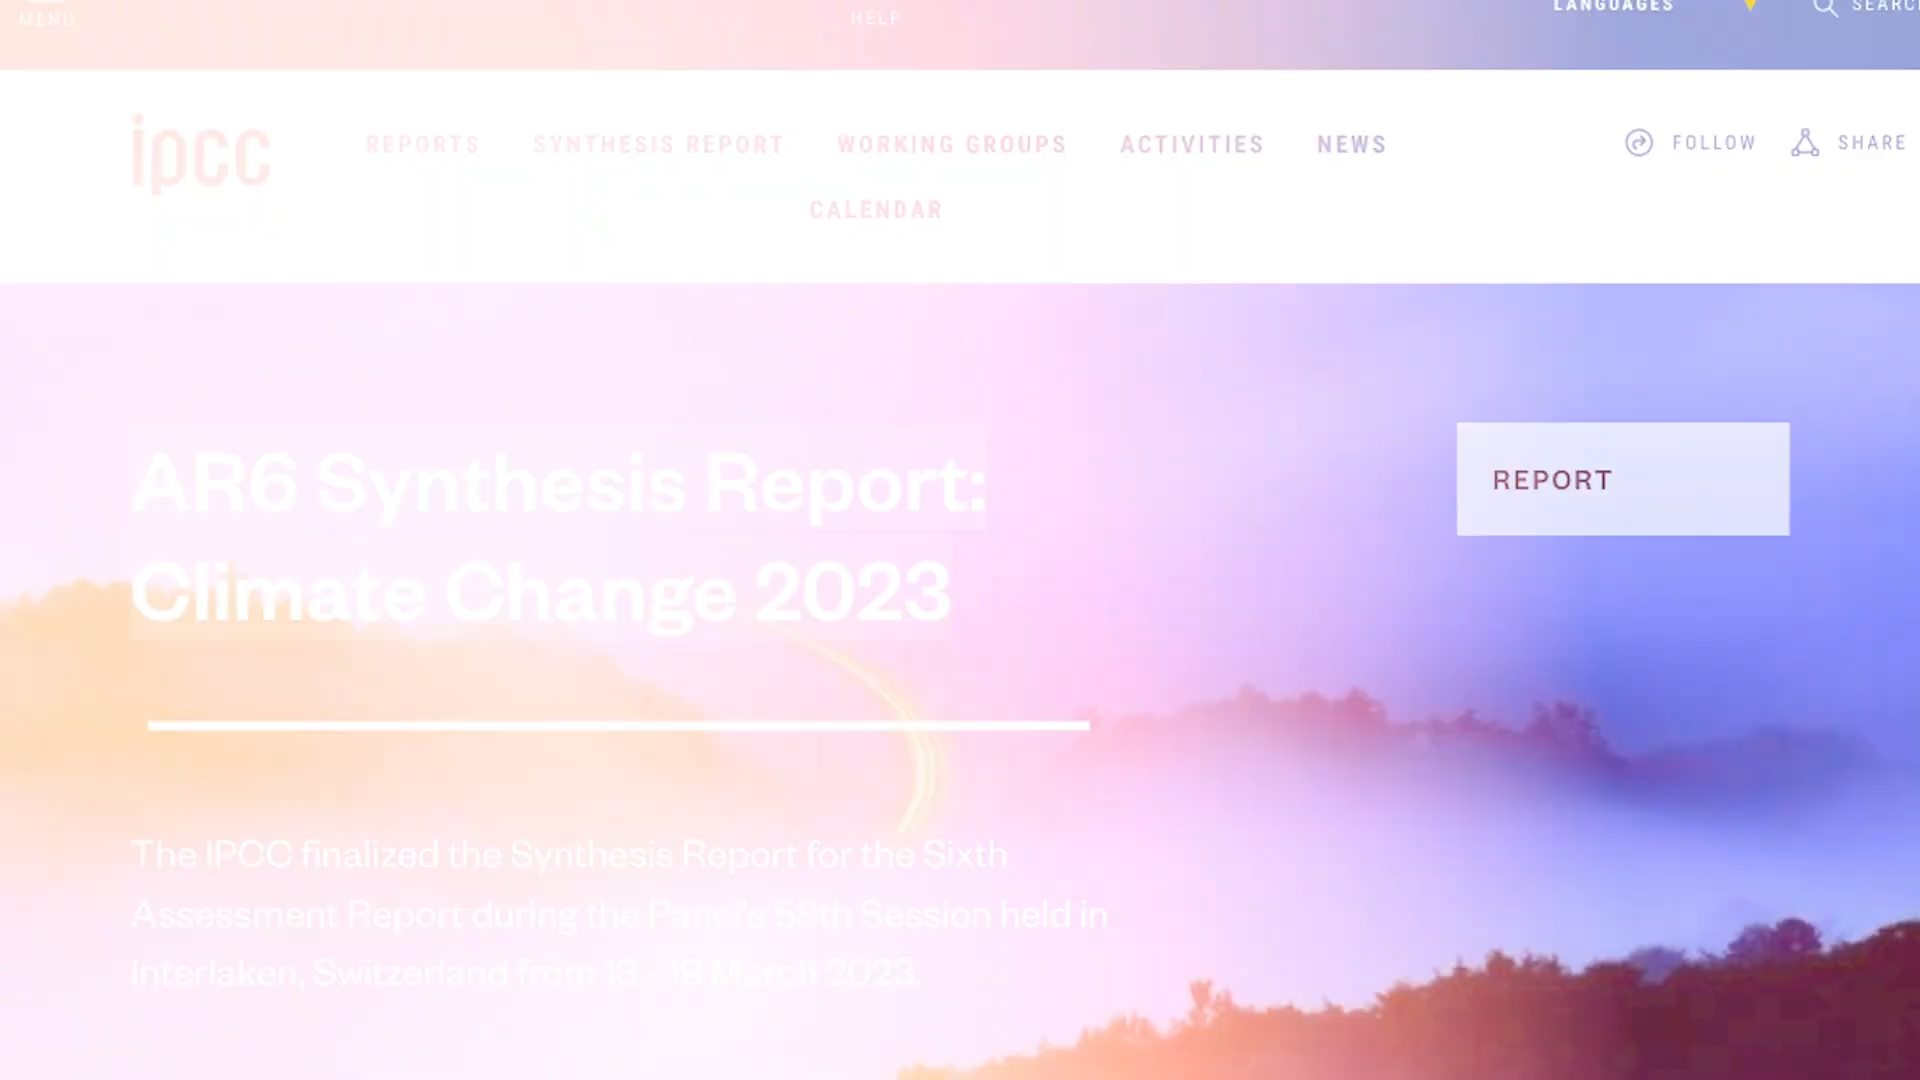 MENU
HELP
LANGUAGES
SEARCH
ipcc
REPORTS SYNTHESIS REPORT WORKING GROUPS ACTIVITIES NEWS
FOLLOW SHARE
CALENDAR
AR6 Synthesis Report:
Climate Change 2023
REPORT
The IPCC finalized the Synthesis Report for the Sixth
Assessment Report during the Panel's 58th Session held in
Interlaken, Switzerland from 13 - 19 March 2023.